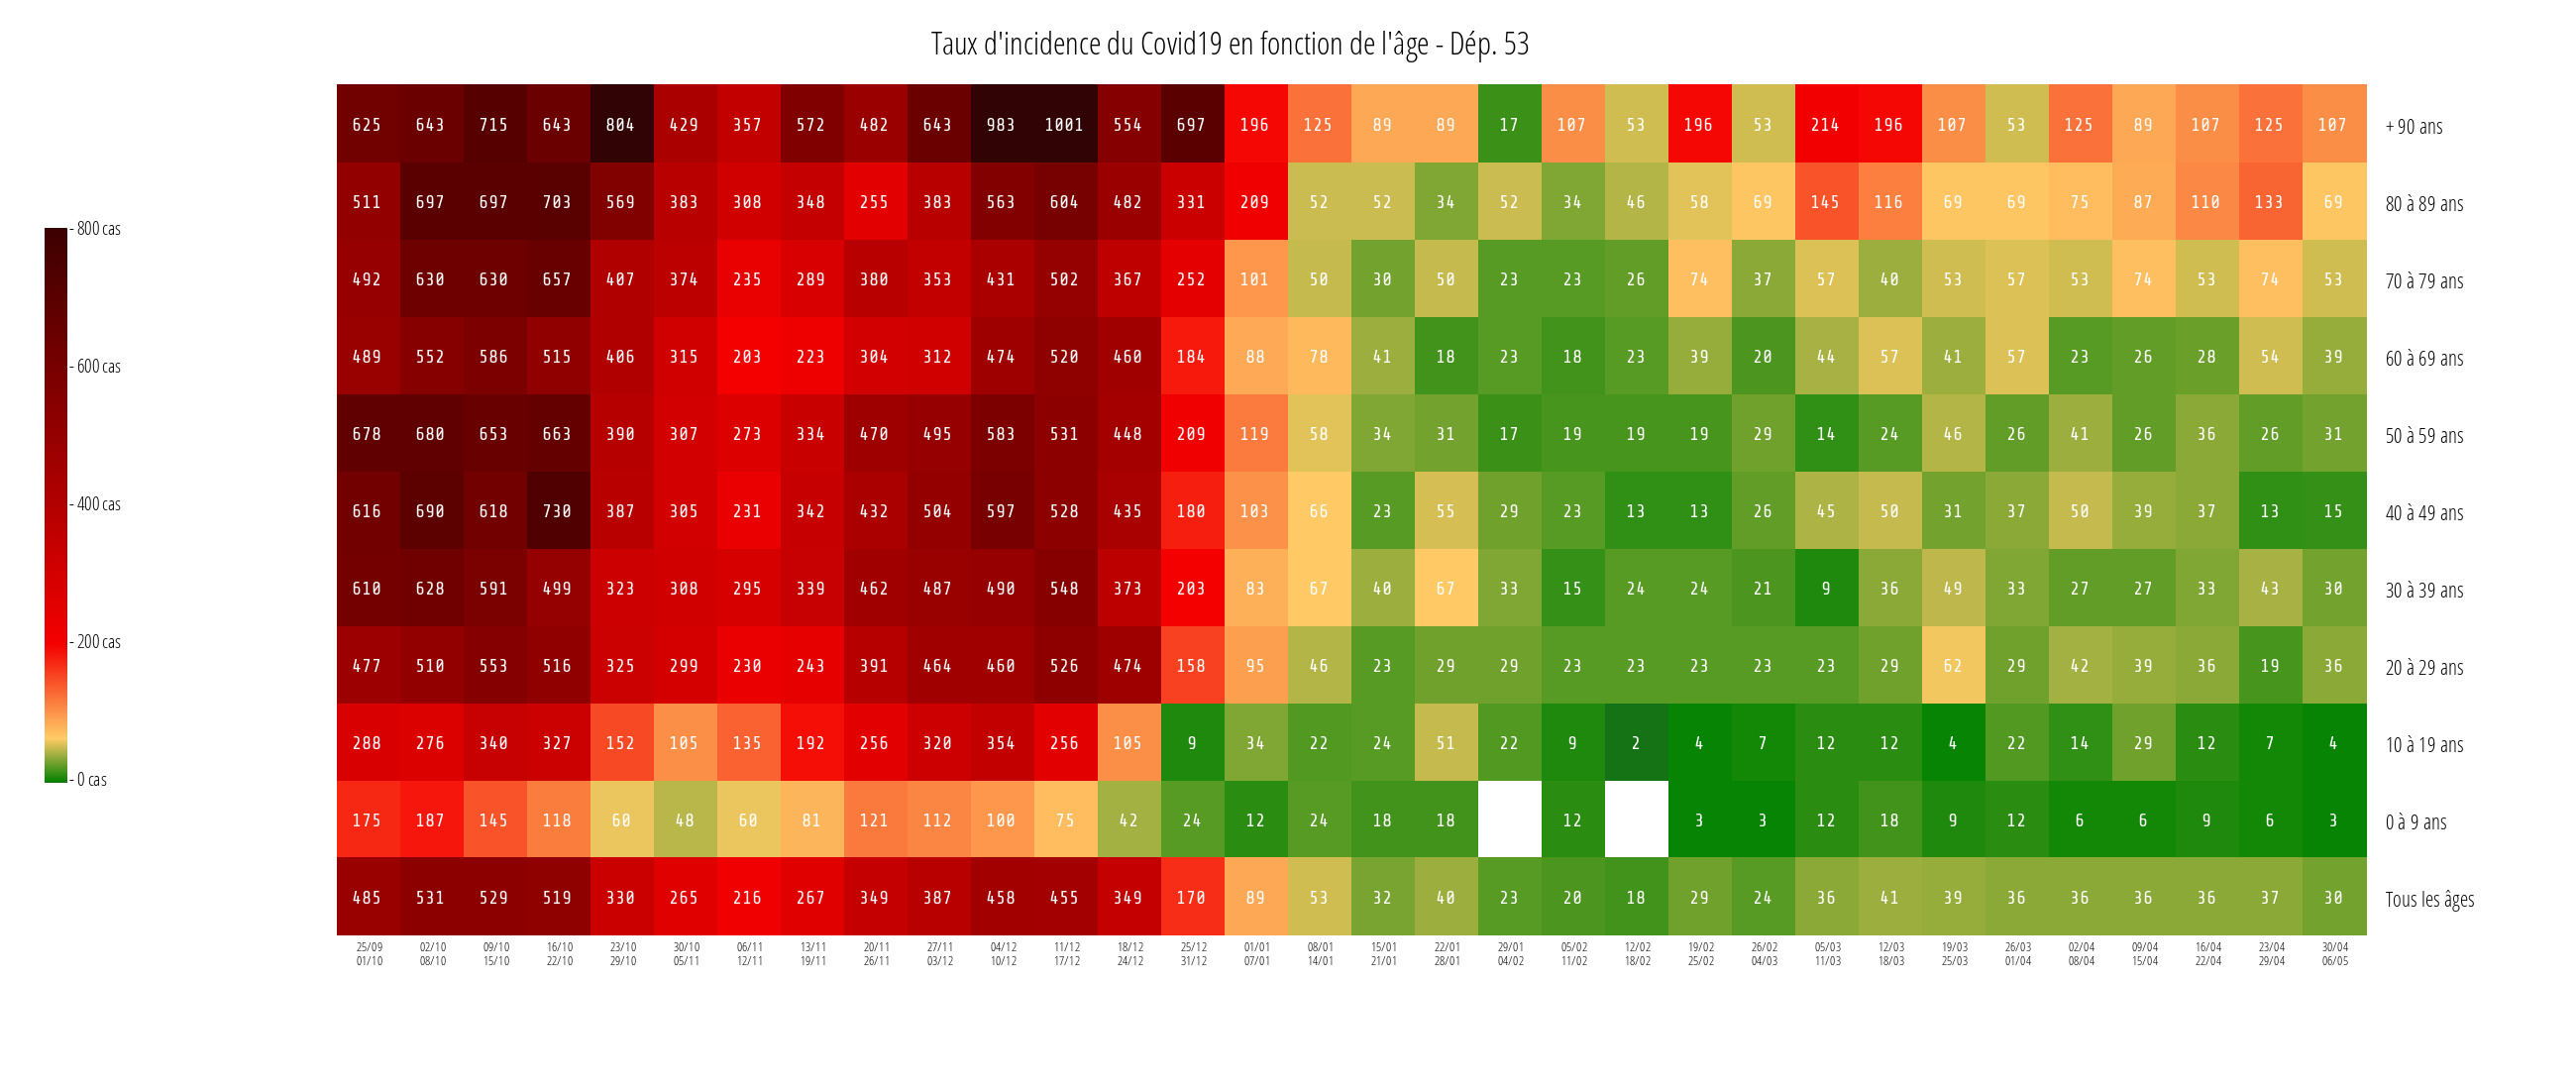 Taux d'incidence du Covid19 en fonction de l'âge - Dép. 53
625 643 715 643 804 429 357 572 482 643 983 1001 554 697 196 125 89 89 17 107 53 196 53 214 196 107 53 125 89 107 125 107 + 90 ans
511 697 697 703 569 383 308 348 255 383 563 604 482 331 209 52 52 34 52 34 46 58 69 145 116 69 69 75 87 110 133 69 80 à 89 ans
- 800 cas
492 630 630 657 407 374 235 289 380 353 431 502 367 252 101 50 30 50 23 23 26 74 37 57 40 53 57 53 74 53 74 53 70 à 79 ans
489 552 586 515 406 315 203 223 304 312 474 520 460 184 88 78 41 18 23 18 23 39 20 44 57 41 57 23 26 28 54 39 60 à 69 ans
- 600 cas
678 680 653 663 390 307 273 334 470 495 583 531 448 209 119 58 34 31 17 19 19 19 29 14 24 46 26 41 26 36 26 31 50 à 59 ans
- 400 cas
616 690 618 730 387 305 231 342 432 504 597 528 435 180 103 66 23 55 29 23 13 13 26 45 50 31 37 50 39 37 13 15 40 à 49 ans
610 628 591 499 323 308 295 339 462 487 490 548 373 203 83 67 40 67 33 15 24 24 21 9 36 49 33 27 27 33 43 30 30 à 39 ans
- 200 cas
477 510 553 516 325 299 230 243 391 464 460 526 474 158 95 46 23 29 29 23 23 23 23 23 29 62 29 42 39 36 19 36 20 à 29 ans
288 276 340 327 152 105 135 192 256 320 354 256 105 9 34 22 24 51 22 9 2 4 7 12 12 4 22 14 29 12 7 4 10 à 19 ans
- 0 cas
175 187 145 118 60 48 60 81 121 112 100 75 42 24 12 24 18 18 12 3 3 12 18 9 12 6 6 9 6 3 0 à 9 ans
485 531 529 519 330 265 216 267 349 387 458 455 349 170 89 53 32 40 23 20 18 29 24 36 41 39 36 36 36 36 37 30 Tous les âges
25/09 02/10 09/10 16/10 23/10 30/10 06/11 13/11 20/11 27/11 04/12 11/12 18/12 25/12 01/01 08/01 15/01 22/01 29/01 05/02 12/02 19/02 26/02 05/03 12/03 19/03 26/03 02/04 09/04 16/04 23/04 30/04
01/10 08/10 15/10 22/10 29/10 05/11 12/11 19/11 26/11 03/12 10/12 17/12 24/12 31/12 07/01 14/01 21/01 28/01 04/02 11/02 18/02 25/02 04/03 11/03 18/03 25/03 01/04 08/04 15/04 22/04 29/04 06/05